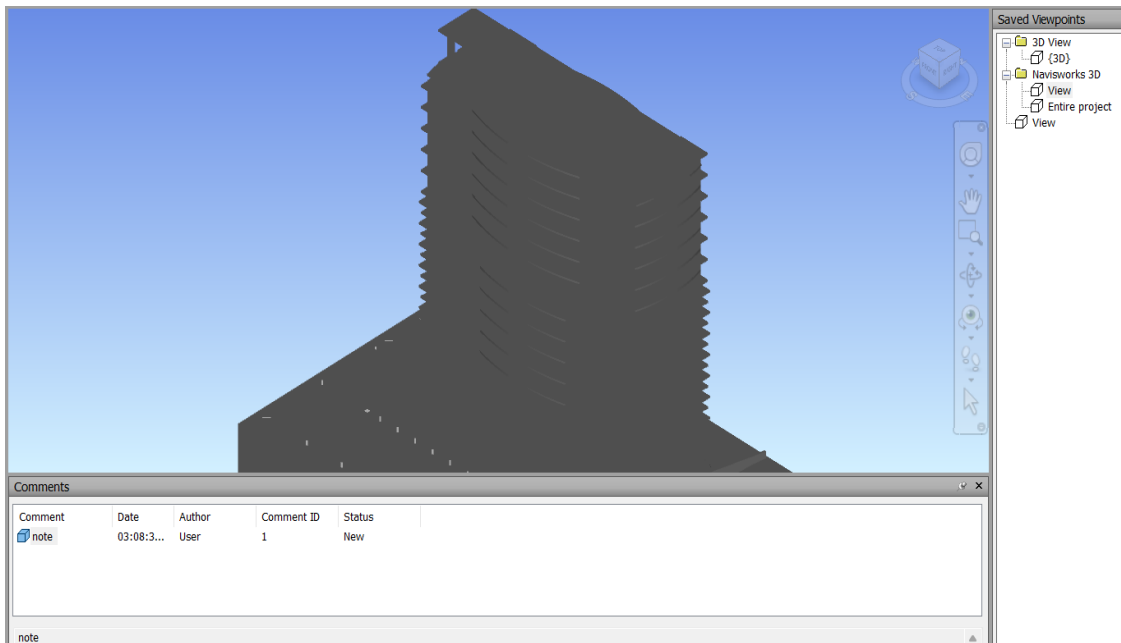 Saved Viewpoints
3D View
{3D}
Navisworks 3D
View
Entire project
View
TOP
Comments
Comment Date Author Comment ID Status
note 03:08:3... User 1 New
note